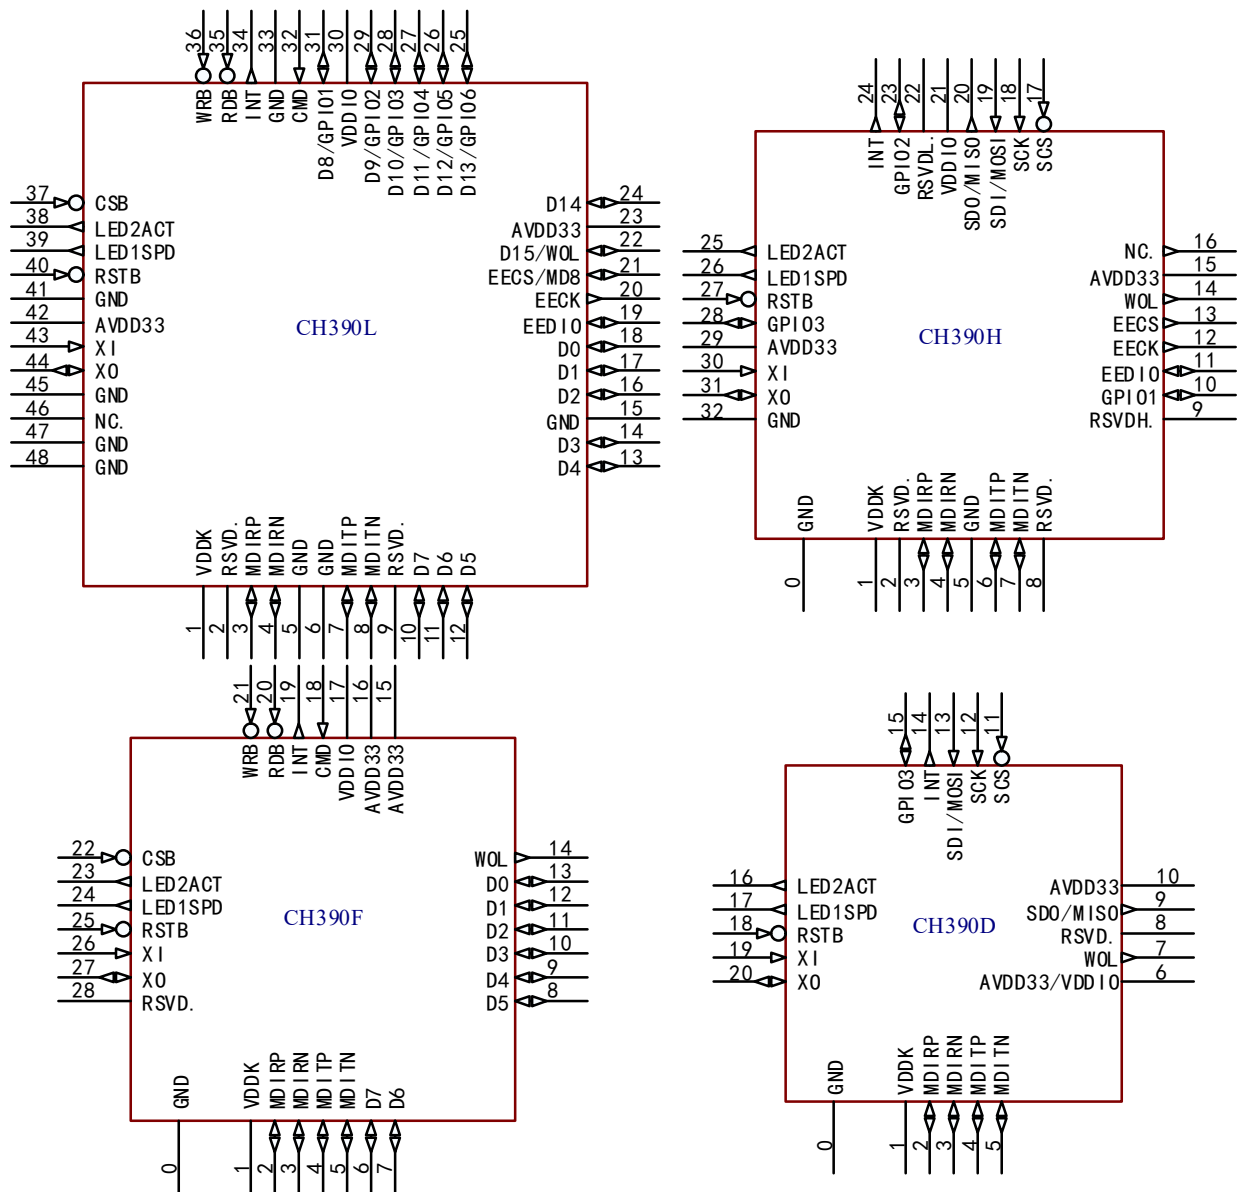 36 35 34 33 32 31 30 29 28 27 26 25
WRB RDB INT GND CMD D8/GPIO1 VDDIO D9/GPIO2 D10/GPIO3 D11/GPIO4 D12/GPIO5 D13/GPIO6
37 CSB
38 LED2ACT
39 LED1SPD
40 RSTB
41 GND
42 AVDD33
43 XI
44 XO
45 GND
46 NC.
47 GND
48 GND
CH390L
D14 24
AVDD33 23
D15/WOL 22
EECS/MD8 21
EECK 20
EEDIO 19
D0 18
D1 17
D2 16
GND 15
D3 14
D4 13
VDDK RSVD. MDIRP MDIRN GND GND MDITP MDITN RSVD. D7 D6 D5
1 2 3 4 5 6 7 8 9 10 11 12
24 23 22 21 20 19 18 17
INT GPIO2 RSVDL. VDDIO SDO/MISO SDI/MOSI SCK SCS
25 LED2ACT
26 LED1SPD
27 RSTB
28 GPIO3
29 AVDD33
30 XI
31 XO
32 GND
CH390H
NC. 16
AVDD33 15
WOL 14
EECS 13
EECK 12
EEDIO 11
GPIO1 10
RSVDH. 9
GND VDDK RSVD. MDIRP MDIRN GND MDITP MDITN RSVD.
0 1 2 3 4 5 6 7 8
21 20 19 18 17 16 15
WRB RDB INT CMD VDDIO AVDD33 AVDD33
22 CSB
23 LED2ACT
24 LED1SPD
25 RSTB
26 XI
27 XO
28 RSVD.
CH390F
WOL 14
D0 13
D1 12
D2 11
D3 10
D4 9
D5 8
GND VDDK MDIRP MDIRN MDITP MDITN D7 D6
0 1 2 3 4 5 6 7
15 14 13 12 11
GPIO3 INT SDI/MOSI SCK SCS
16 LED2ACT
17 LED1SPD
18 RSTB
19 XI
20 XO
CH390D
AVDD33 10
SDO/MISO 9
RSVD. 8
WOL 7
AVDD33/VDDIO 6
GND VDDK MDIRP MDIRN MDITP MDITN
0 1 2 3 4 5